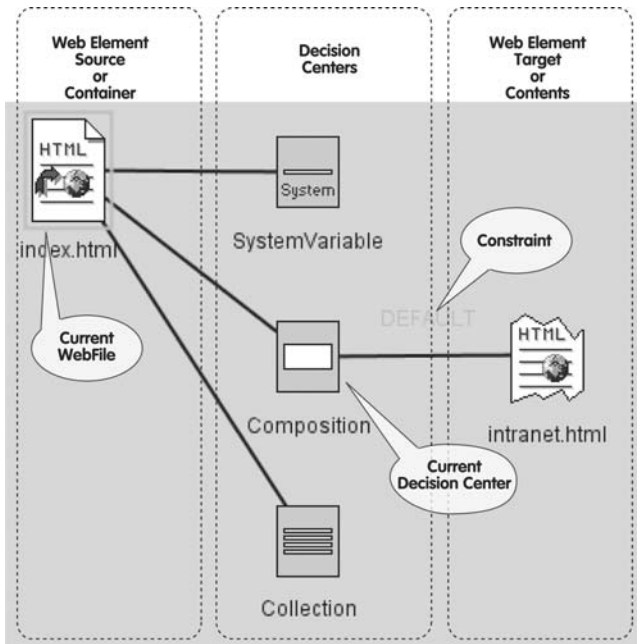 Web Element
Source
or
Container
Decision
Centers
Web Element
Target
or
Contents
HTML
index.html
System
SystemVariable
Constraint
Current
WebFile
DEFAULT
HTML
Composition
intranet.html
Current
Decision Center
Collection